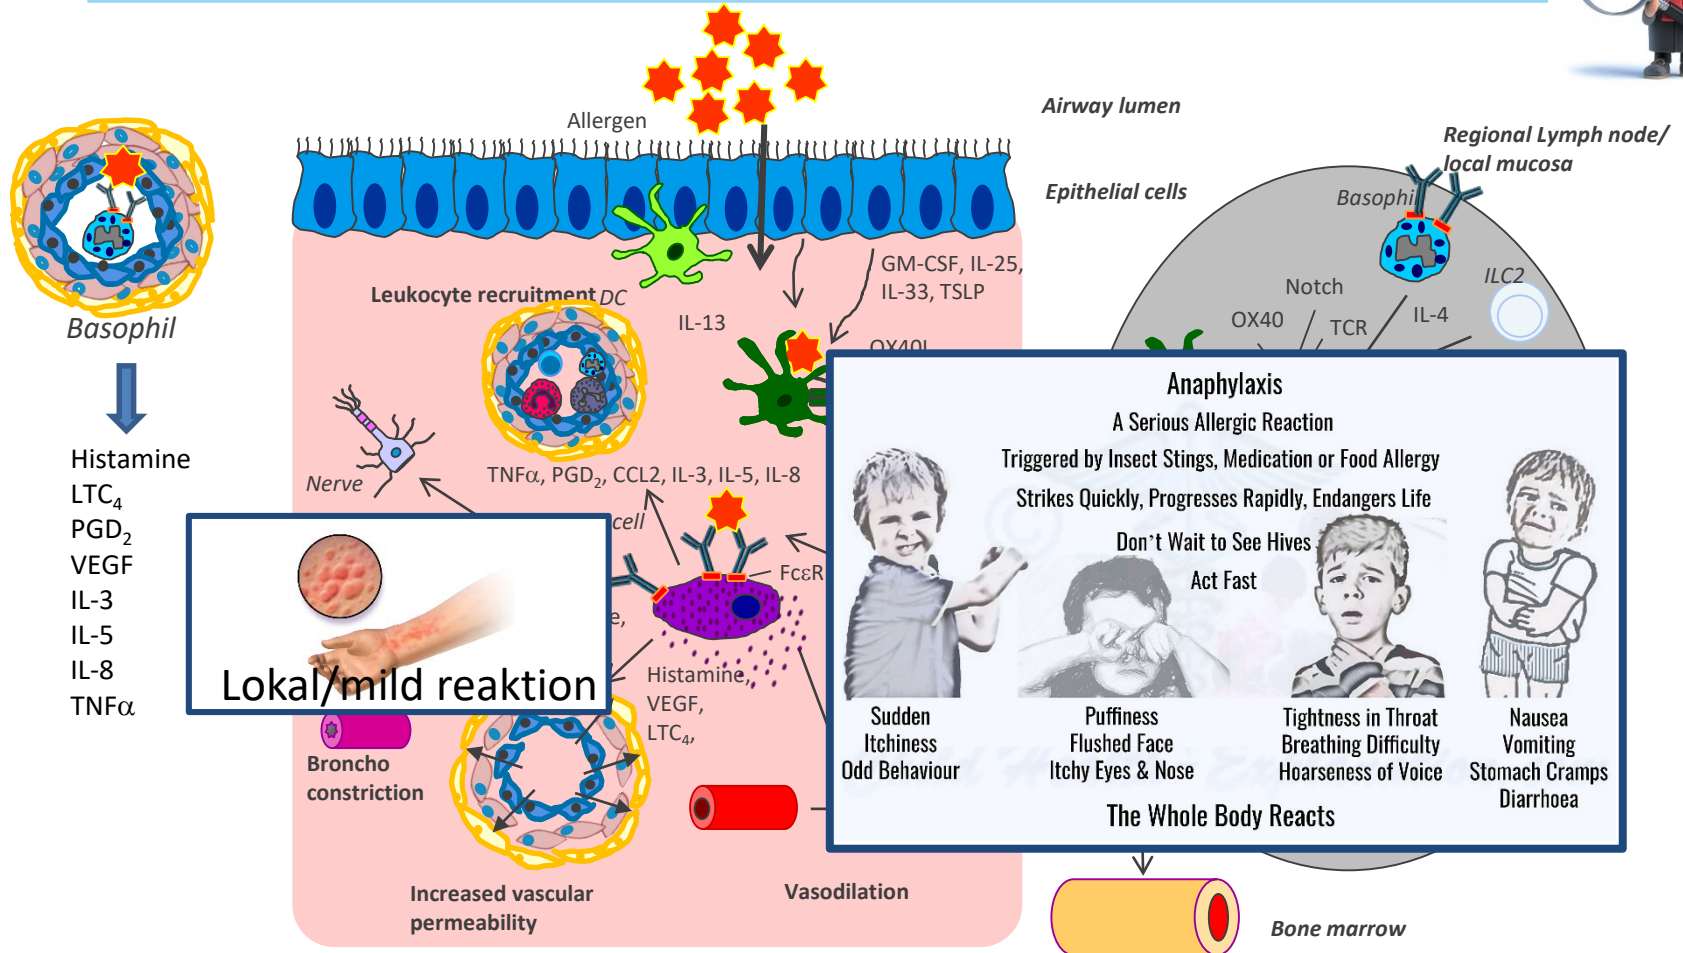 Allergen
Airway lumen
Regional Lymph node/
local mucosa
Epithelial cells
Basophil
ILC2
Basophil
GM-CSF, IL-25,
IL-33, TSLP
Leukocyte recruitment
DC
IL-13
Notch
OX40
TCR
IL-4
OX40L
Histamine
LTC₄
PGD₂
VEGF
IL-3
IL-5
IL-8
TNFα
Nerve
TNFα, PGD₂, CCL2, IL-3, IL-5, IL-8
cell
FcεR
e,
Lokal/mild reaktion
Histamine,
VEGF,
LTC₄,
Broncho
constriction
Increased vascular
permeability
Vasodilation
Anaphylaxis
A Serious Allergic Reaction
Triggered by Insect Stings, Medication or Food Allergy
Strikes Quickly, Progresses Rapidly, Endangers Life
Don't Wait to See Hives
Act Fast
Sudden
Itchiness
Odd Behaviour
Puffiness
Flushed Face
Itchy Eyes & Nose
Tightness in Throat
Breathing Difficulty
Hoarseness of Voice
Nausea
Vomiting
Stomach Cramps
Diarrhoea
The Whole Body Reacts
Bone marrow